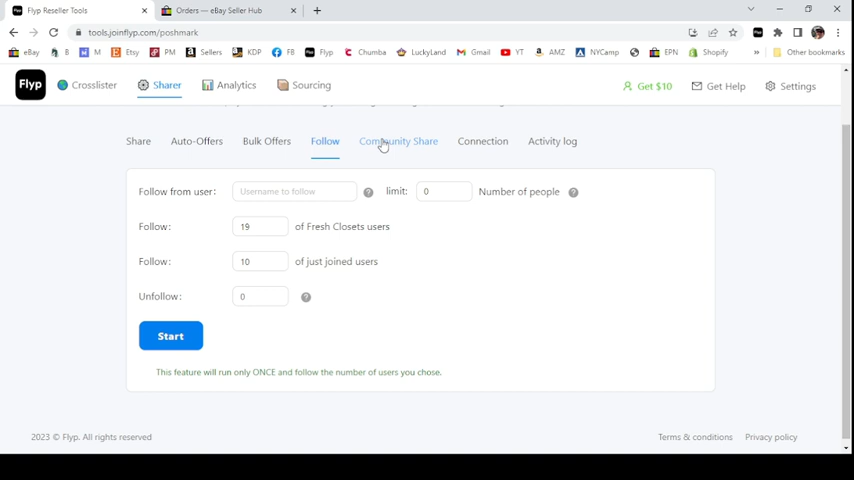 Flyp Reseller Tools
Orders — eBay Seller Hub
tools.joinflyp.com/poshmark
eBay B M Etsy PM Sellers KDP FB Flyp Chumba LuckyLand Gmail YT AMZ NYCamp EPN Shopify » Other bookmarks
Flyp Crosslister Sharer Analytics Sourcing Get $10 Get Help Settings
Share Auto-Offers Bulk Offers Follow Community Share Connection Activity log
Follow from user: Username to follow ? limit: 0 Number of people ?
Follow: 19 of Fresh Closets users
Follow: 10 of just joined users
Unfollow: 0 ?
Start
This feature will run only ONCE and follow the number of users you chose.
2023 © Flyp. All rights reserved Terms & conditions Privacy policy